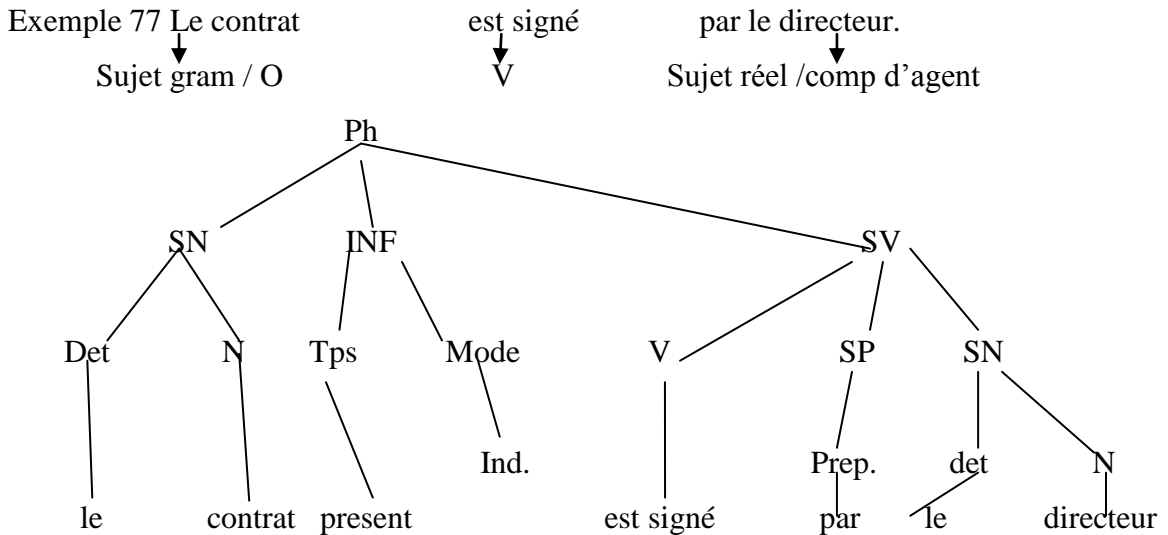 Exemple 77 Le contrat est signé par le directeur.
Sujet gram / O V Sujet réel /comp d’agent
Ph
SN INF SV
Det N Tps Mode V SP SN
Ind. Prep. det N
le contrat present est signé par le directeur